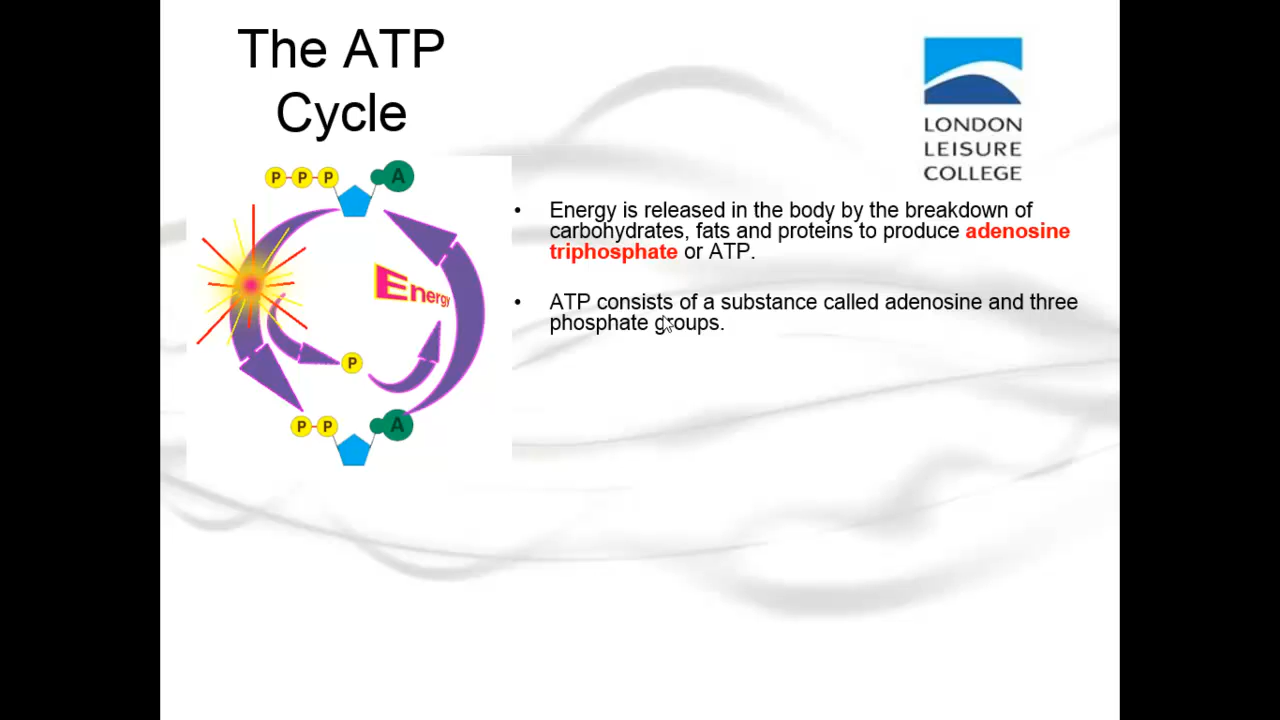 The ATP
Cycle
LONDON
LEISURE
COLLEGE
P P P A
Energy
P
P P A
• Energy is released in the body by the breakdown of
carbohydrates, fats and proteins to produce adenosine
triphosphate or ATP.
• ATP consists of a substance called adenosine and three
phosphate groups.